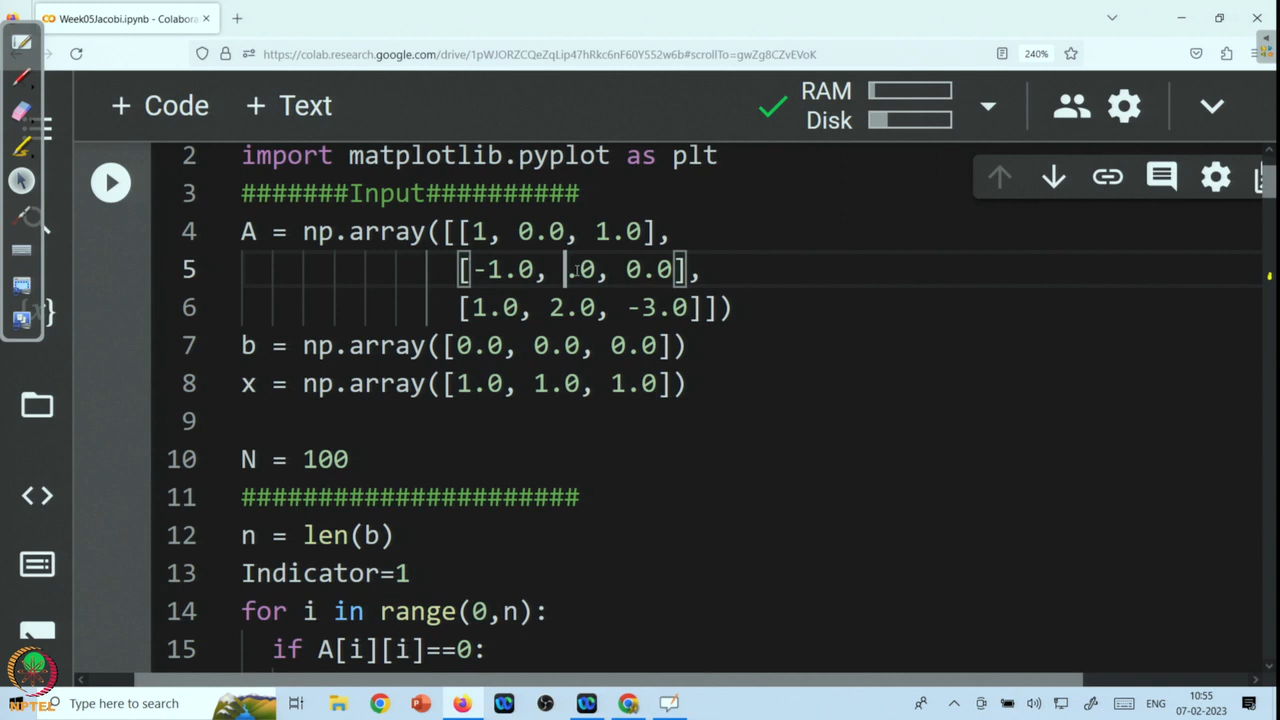 Week05Jacobi.ipynb - Colabora
https://colab.research.google.com/drive/1pWJORZCQeZqLip47hRkc6nF60Y552w6b#scrollTo=gwZg8CZvEVoK
240%
+ Code + Text
RAM
Disk
2 import matplotlib.pyplot as plt
3 #######Input##########
4 A = np.array([[1, 0.0, 1.0],
5 [-1.0, .0, 0.0],
6 [1.0, 2.0, -3.0]])
7 b = np.array([0.0, 0.0, 0.0])
8 x = np.array([1.0, 1.0, 1.0])
9
10 N = 100
11 ######################
12 n = len(b)
13 Indicator=1
14 for i in range(0,n):
15 if A[i][i]==0:
{x}
NPTEL
Type here to search
ENG
10:55
07-02-2023